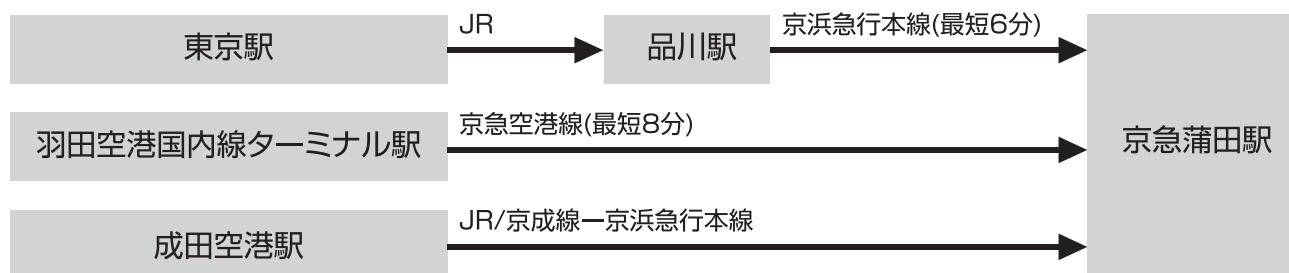 東京駅
JR
品川駅
京浜急行本線(最短6分)
羽田空港国内線ターミナル駅
京急空港線(最短8分)
京急蒲田駅
成田空港駅
JR/京成線ー京浜急行本線